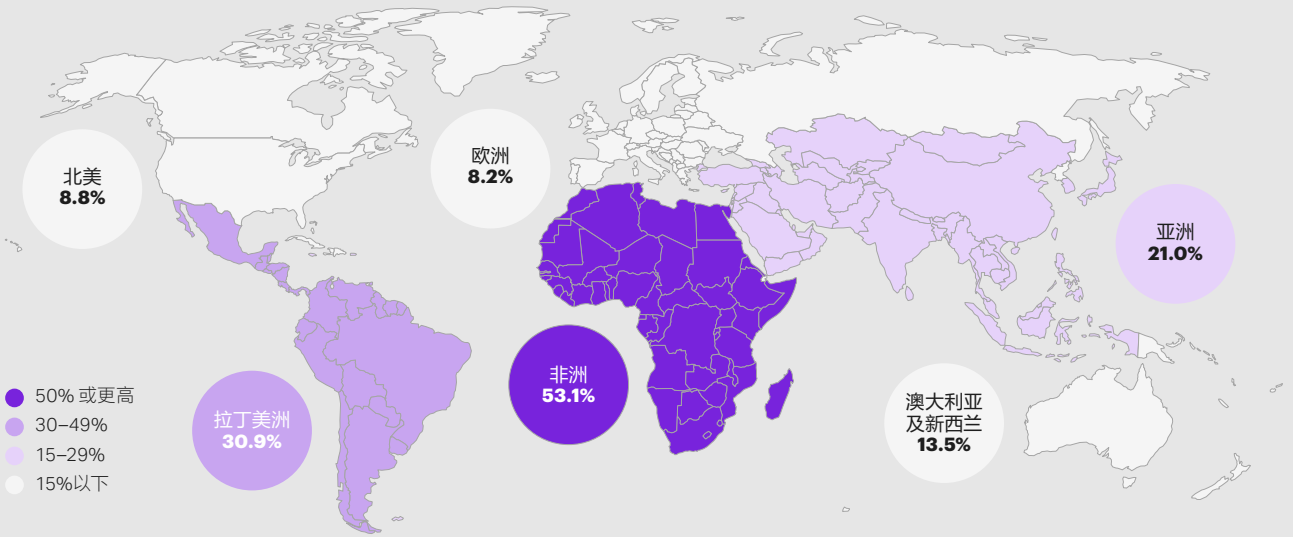 北美
8.8%
欧洲
8.2%
亚洲
21.0%
非洲
53.1%
拉丁美洲
30.9%
澳大利亚
及新西兰
13.5%
50% 或更高
30–49%
15–29%
15%以下